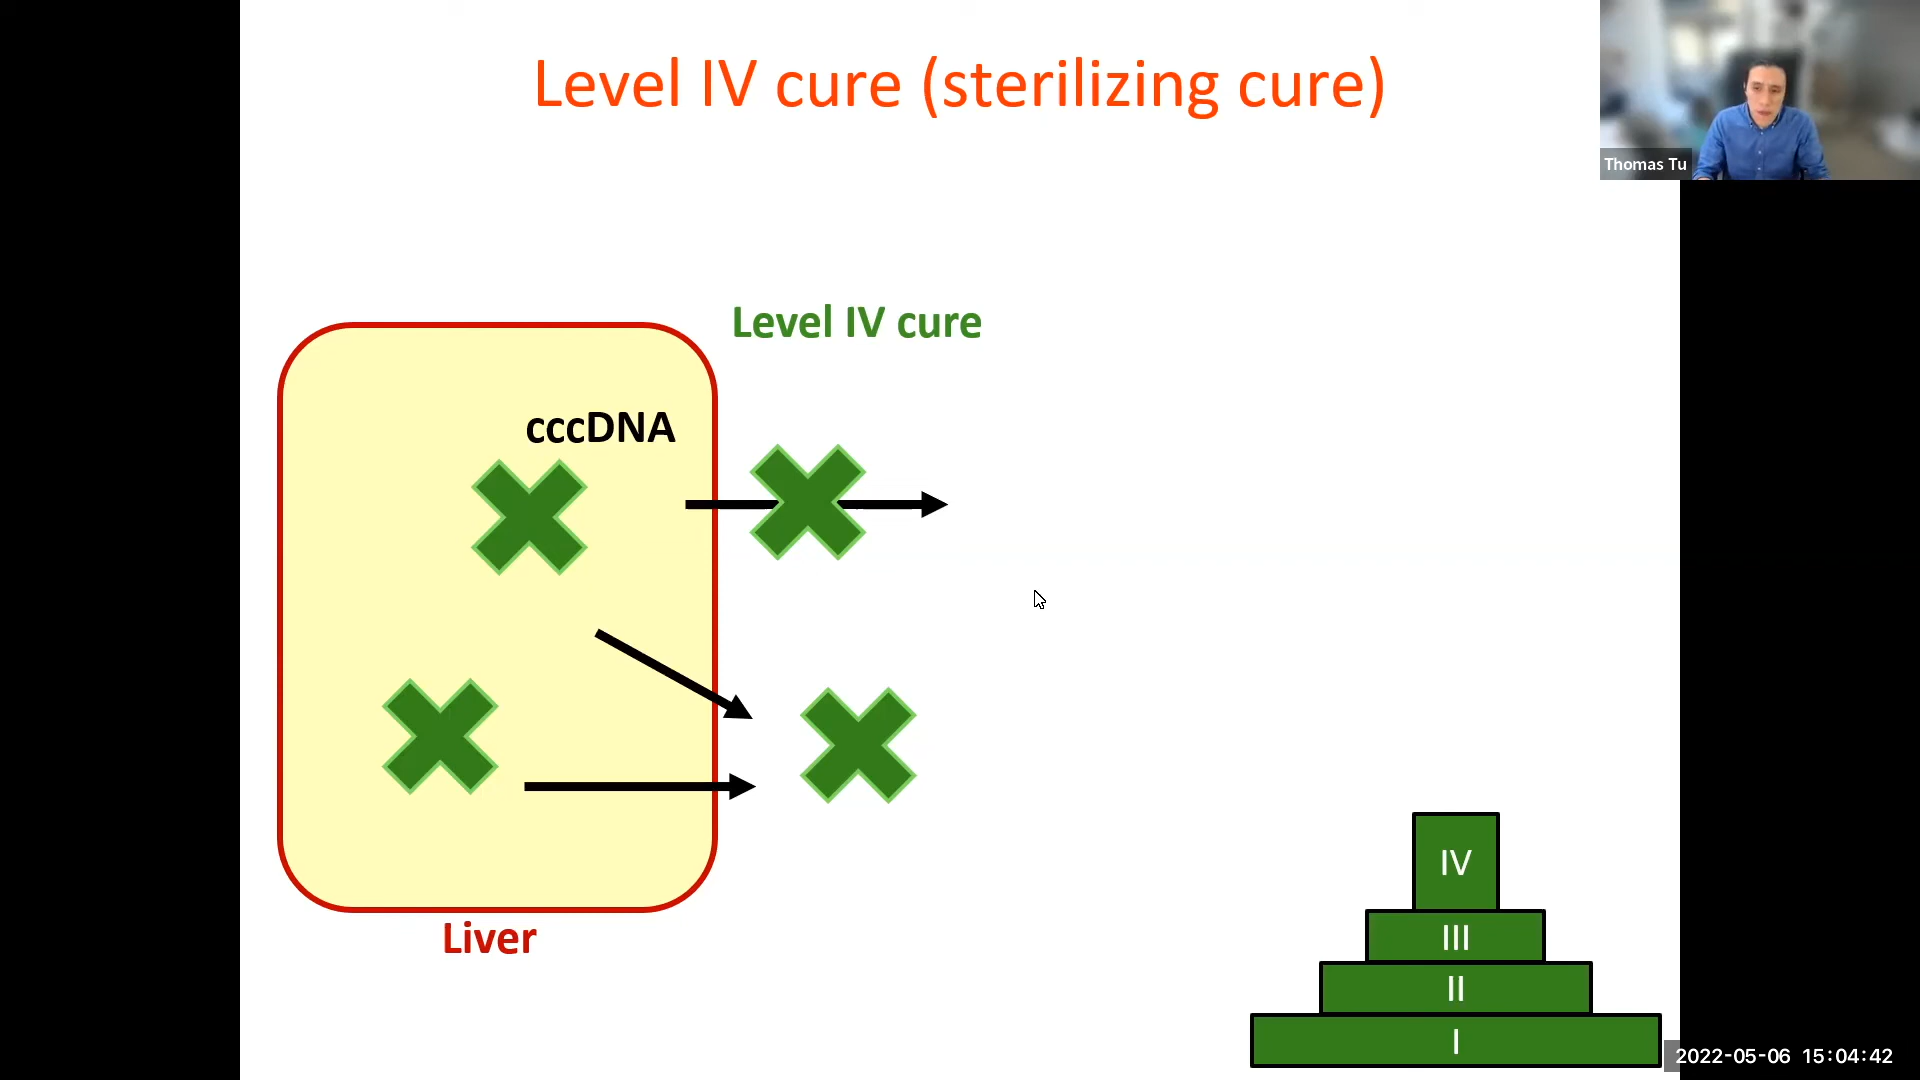 Level IV cure (sterilizing cure)
Thomas Tu
Level IV cure
cccDNA
Liver
IV
III
II
I
2022-05-06 15:04:42